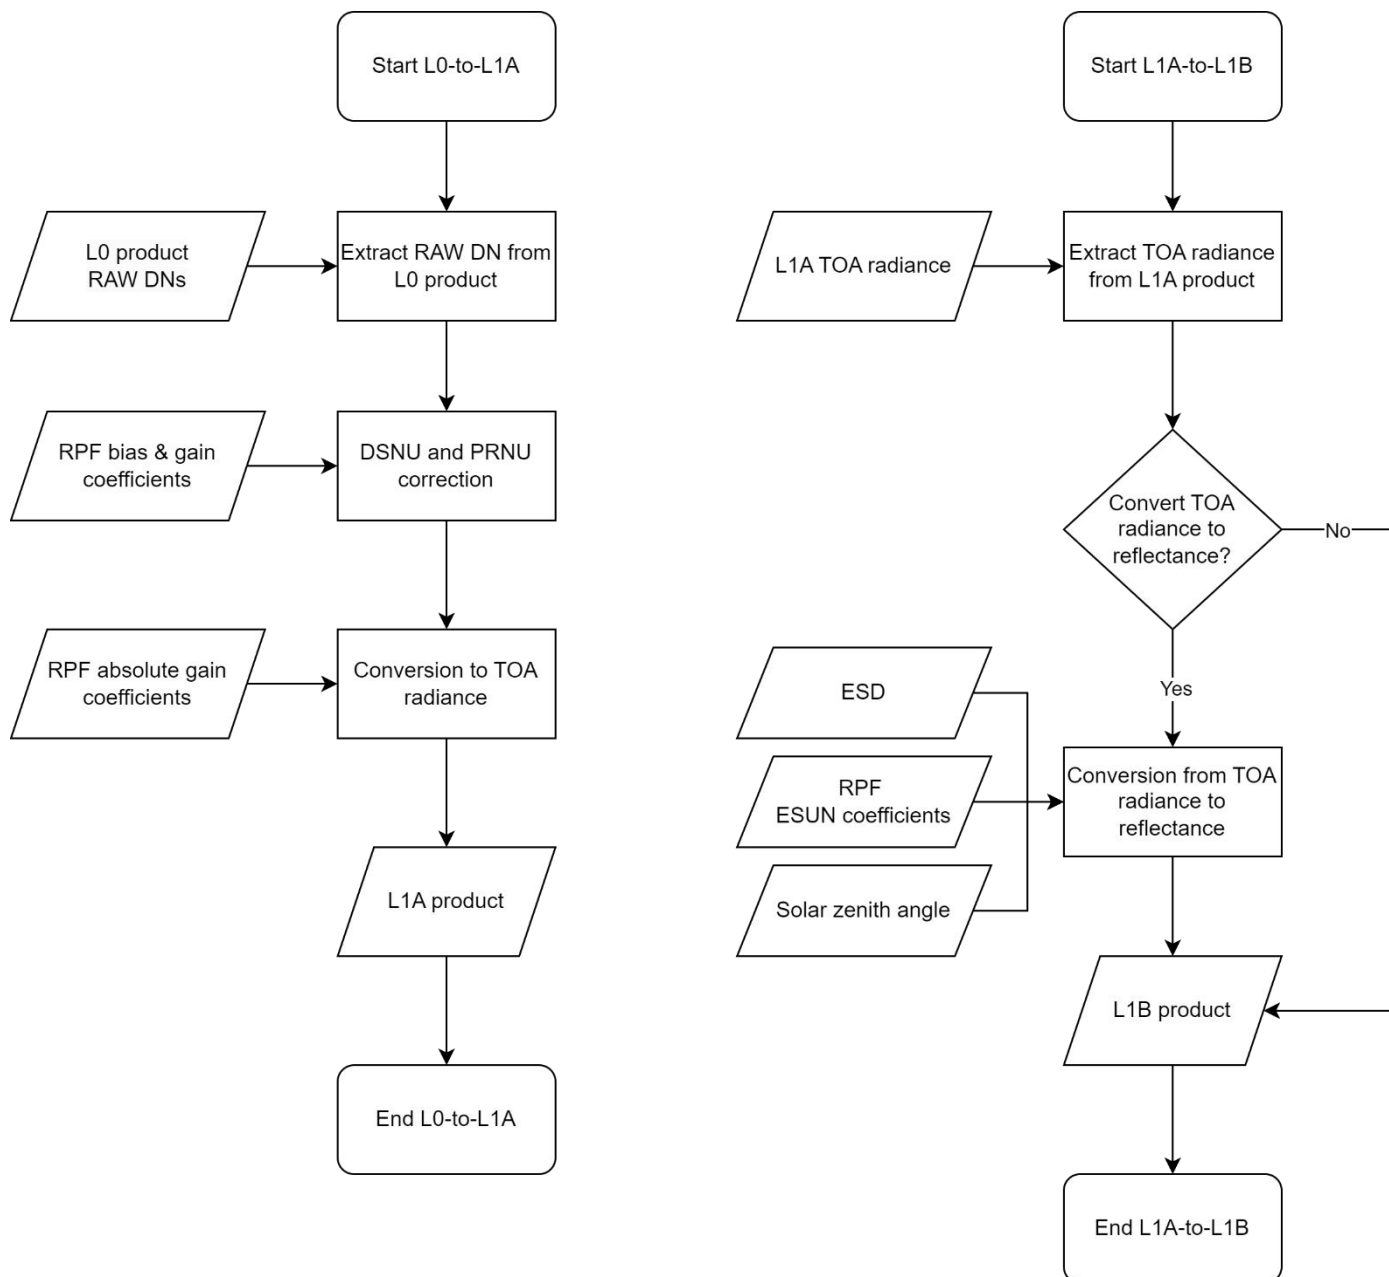 Start L0-to-L1A
L0 product
RAW DNs
Extract RAW DN from
L0 product
RPF bias & gain
coefficients
DSNU and PRNU
correction
RPF absolute gain
coefficients
Conversion to TOA
radiance
L1A product
End L0-to-L1A
Start L1A-to-L1B
L1A TOA radiance
Extract TOA radiance
from L1A product
Convert TOA
radiance to
reflectance?
No
Yes
ESD
RPF
ESUN coefficients
Solar zenith angle
Conversion from TOA
radiance to
reflectance
L1B product
End L1A-to-L1B